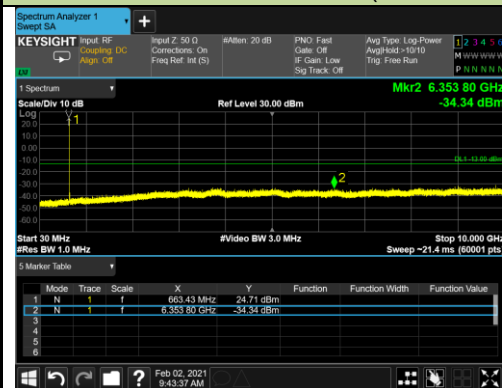 Spectrum Analyzer 1
Swept SA
KEYSIGHT Input: RF Input Z: 50 Ω #Atten: 20 dB PNO: Fast Avg Type: Log-Power 1 2 3 4 5 6
Coupling: DC Corrections: On Gate: Off Avg|Hold:>10/10 M W W W W W
Align: Off Freq Ref: Int (S) IF Gain: Low Trig: Free Run
Sig Track: Off P N N N N N
1 Spectrum
Mkr2 6.353 80 GHz
Scale/Div 10 dB Ref Level 30.00 dBm -34.34 dBm
Log
20.0
10.0
0.00
-10.0
DL1 -13.00 dBm
-20.0
-30.0
-40.0
-50.0
-60.0
1
2
Start 30 MHz #Video BW 3.0 MHz Stop 10.000 GHz
#Res BW 1.0 MHz Sweep ~21.4 ms (60001 pts)
5 Marker Table
Mode Trace Scale X Y Function Function Width Function Value
1 N 1 f 663.43 MHz 24.71 dBm
2 N 1 f 6.353 80 GHz -34.34 dBm
3
4
5
6
? Feb 02, 2021
9:43:37 AM